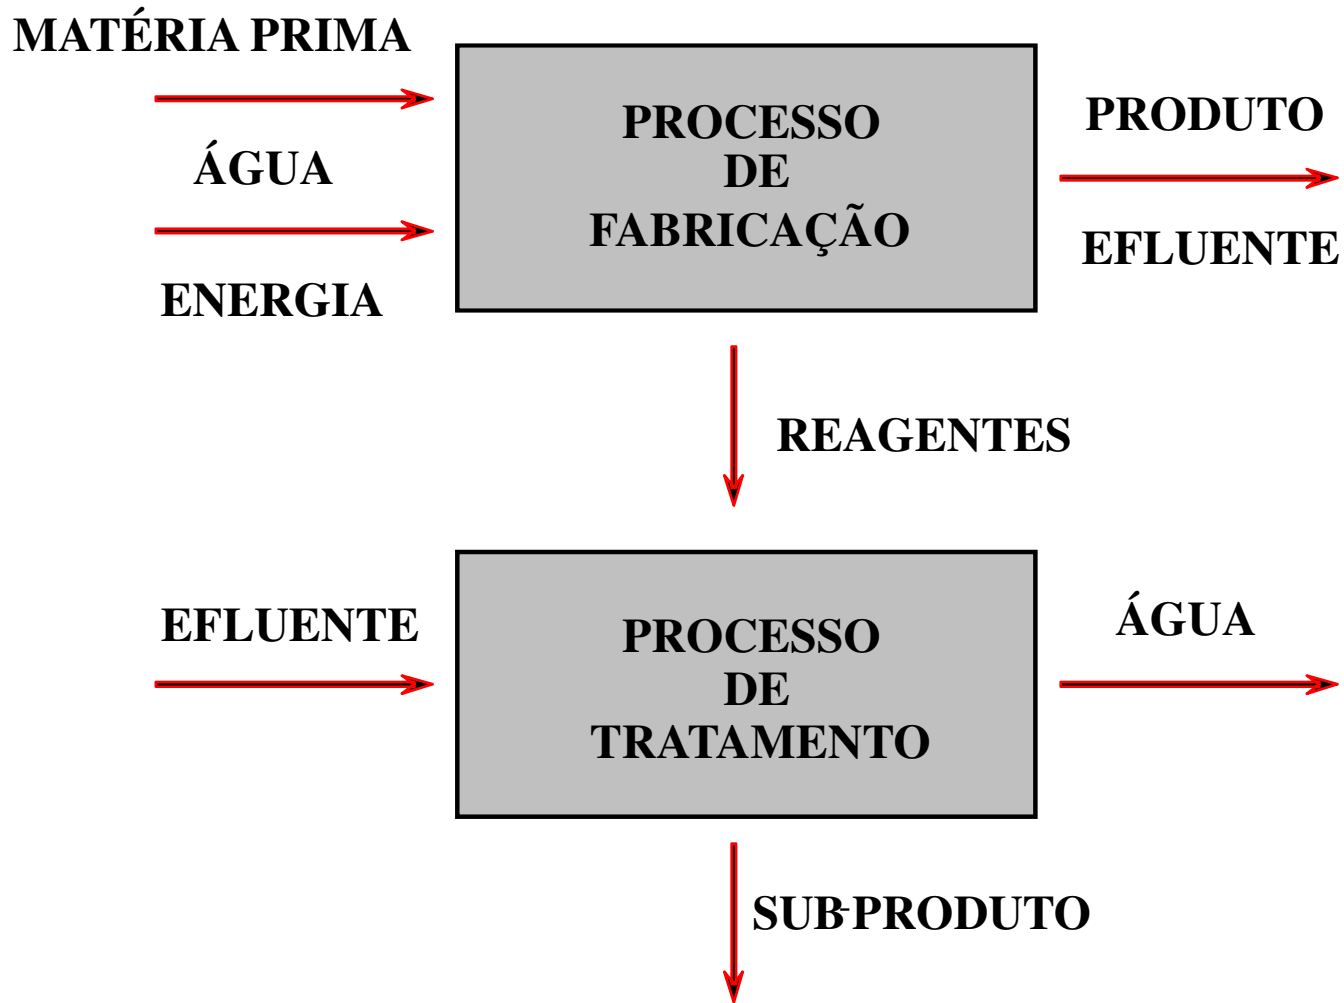 MATÉRIA PRIMA
ÁGUA
ENERGIA
PROCESSO
DE
FABRICAÇÃO
PRODUTO
EFLUENTE
REAGENTES
EFLUENTE
PROCESSO
DE
TRATAMENTO
ÁGUA
SUB-PRODUTO